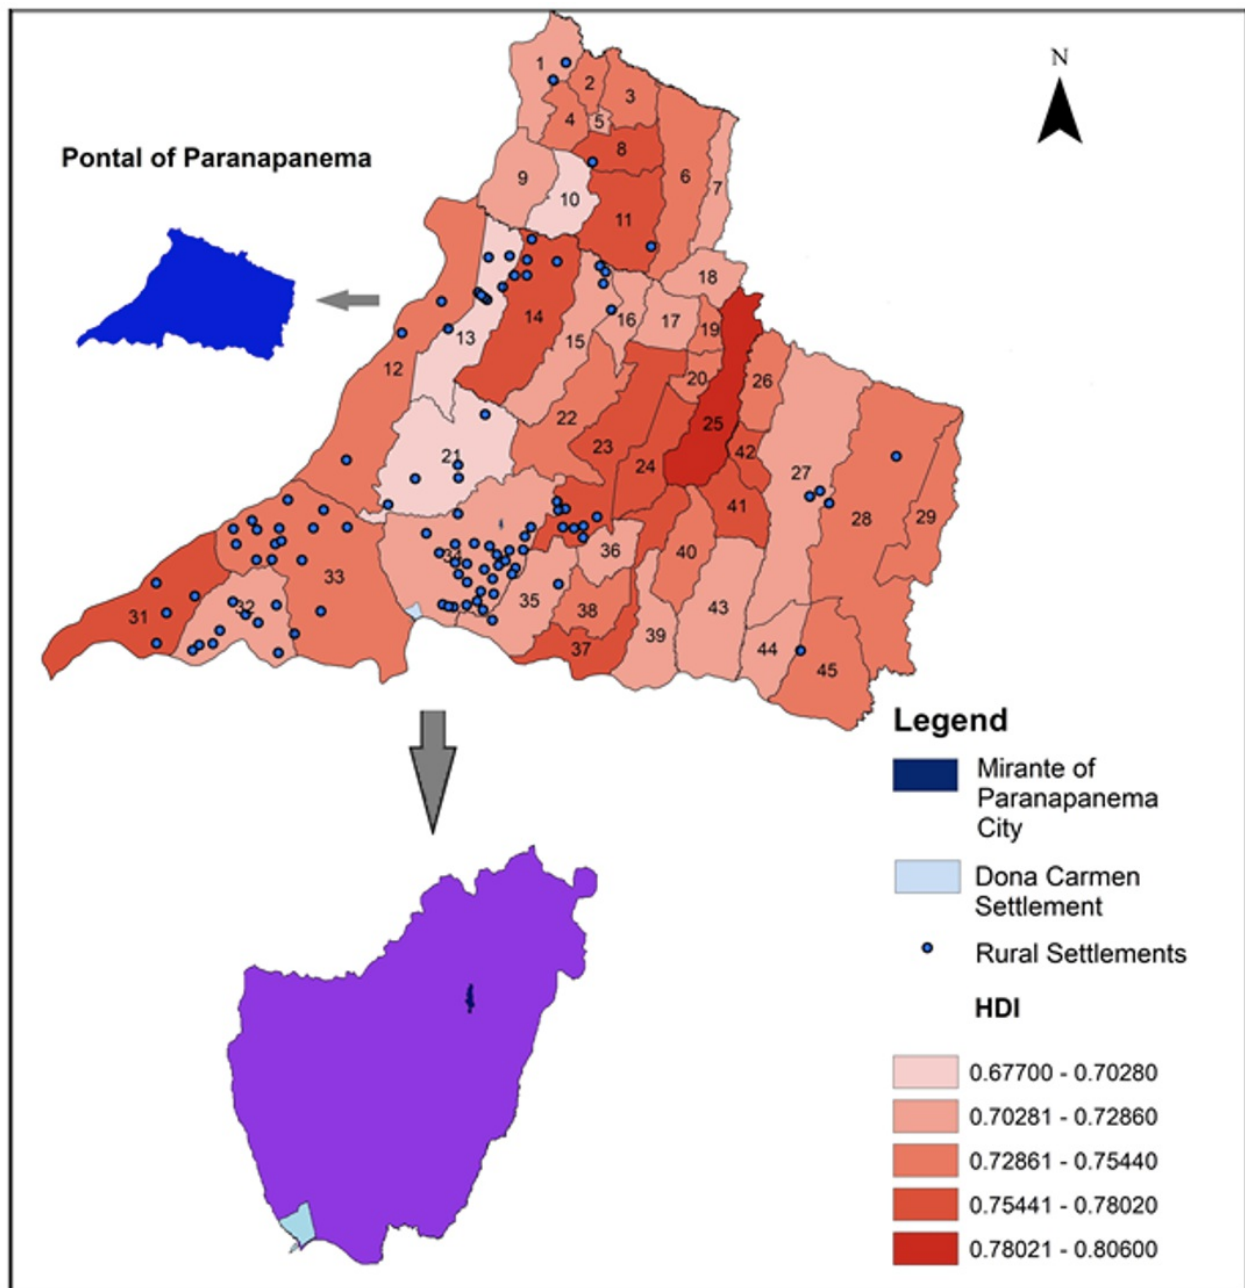 N
Pontal of Paranapanema
1
2
3
4
5
8
6
7
9
10
11
18
12
13
14
15
16
17
19
20
26
25
21
22
23
24
42
27
41
28
29
31
32
33
34
35
36
40
38
37
39
43
44
45
Legend
Mirante of
Paranapanema
City
Dona Carmen
Settlement
Rural Settlements
HDI
0.67700 - 0.70280
0.70281 - 0.72860
0.72861 - 0.75440
0.75441 - 0.78020
0.78021 - 0.80600